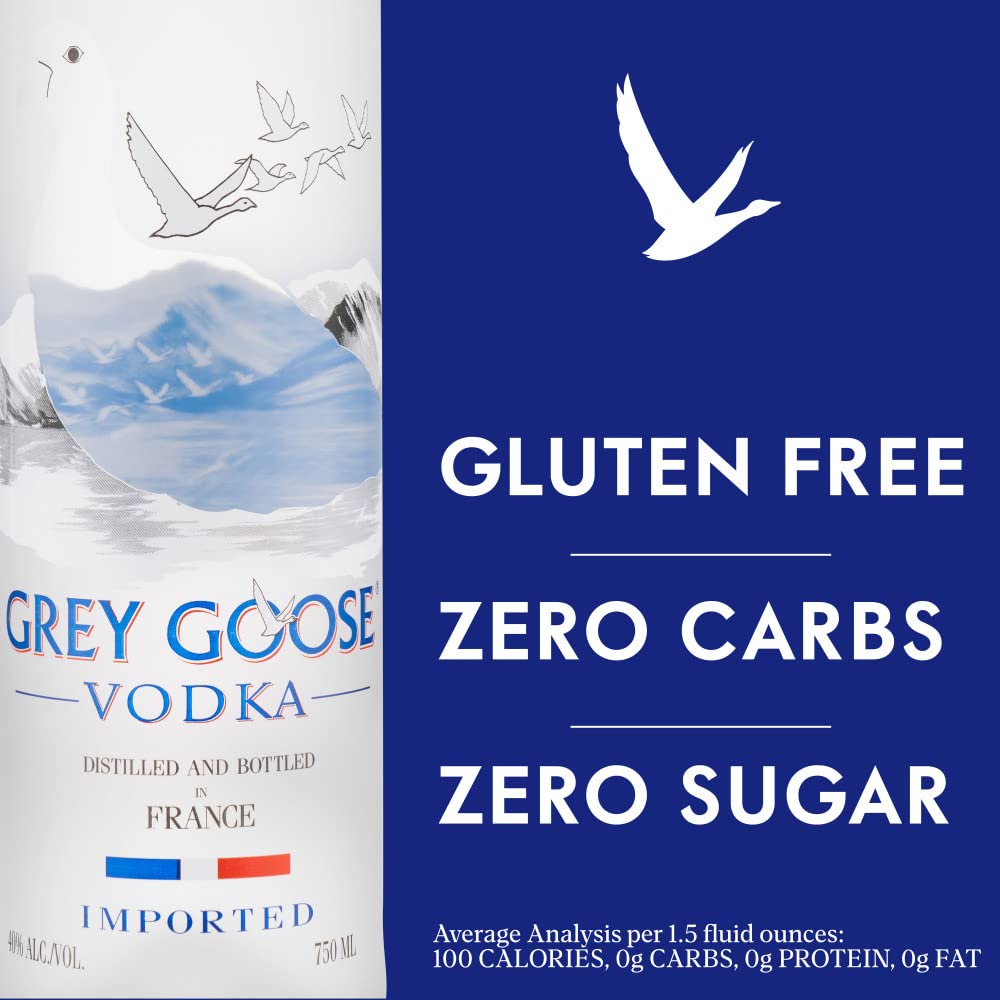 GREY GOOSE
VODKA
DISTILLED AND BOTTLED
IN
FRANCE
IMPORTED
40% ALC./VOL.
750 ML
GLUTEN FREE
ZERO CARBS
ZERO SUGAR
Average Analysis per 1.5 fluid ounces:
100 CALORIES, 0g CARBS, 0g PROTEIN, 0g FAT